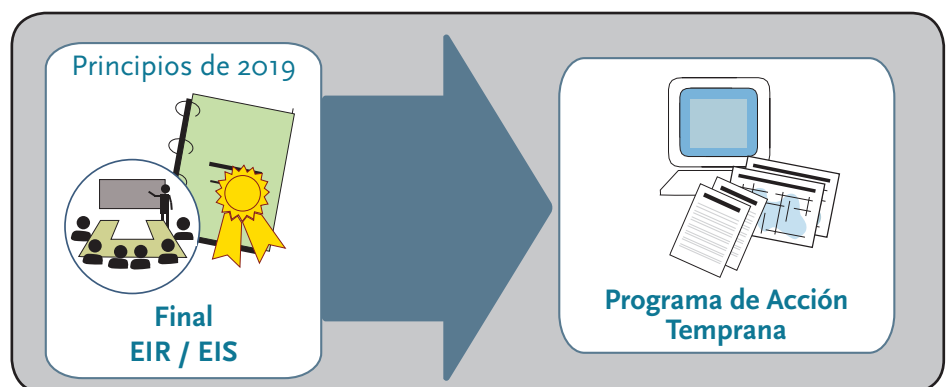 Principios de 2019
Final
EIR / EIS
Programa de Acción
Temprana